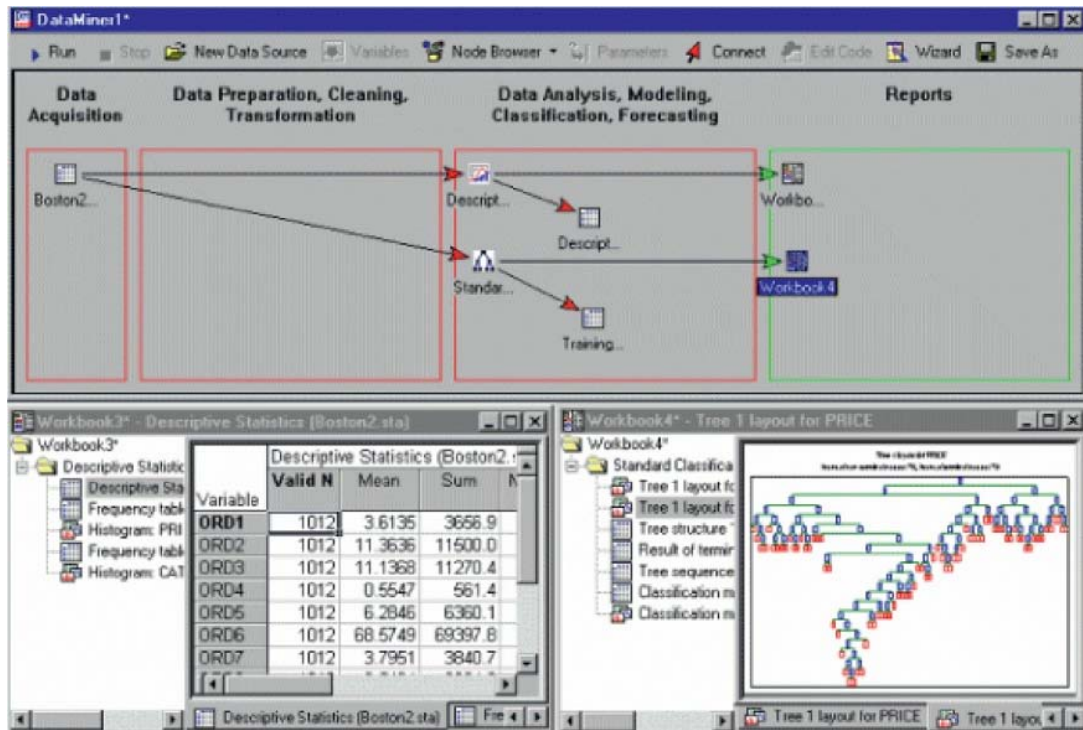 DataMiner1*
Run Stop New Data Source Variables Node Browser Parameters Connect Edit Code Wizard Save As
Data Acquisition
Data Preparation, Cleaning, Transformation
Data Analysis, Modeling, Classification, Forecasting
Reports
Boston2...
Descript...
Workbo...
Descript...
Standar...
Workbook4
Training...
Workbook3* - Descriptive Statistics (Boston2.sta)
Workbook3*
Descriptive Statistic
Descriptive Sta
Frequency tabl
Histogram: PRI
Frequency tabl
Histogram: CAT
Descriptive Statistics (Boston2.s
Variable Valid N Mean Sum
ORD1 1012 3.6135 3656.9
ORD2 1012 11.3636 11500.0
ORD3 1012 11.1368 11270.4
ORD4 1012 0.5547 561.4
ORD5 1012 6.2846 6360.1
ORD6 1012 68.5749 69397.8
ORD7 1012 3.7951 3840.7
Descriptive Statistics (Boston2.sta) Fre
Workbook4* - Tree 1 layout for PRICE
Workbook4*
Standard Classifica
Tree 1 layout fo
Tree 1 layout fo
Tree structure
Result of termin
Tree sequence
Classification m
Classification m
Tree 1 layout for PRICE
Tree 1 layout for PRICE Tree 1 layou